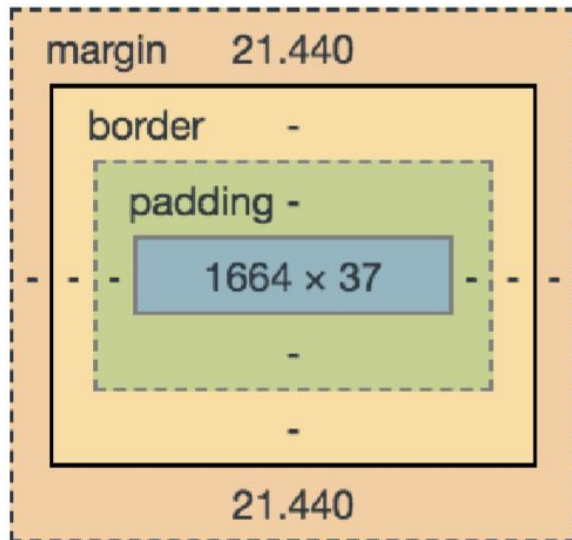 margin 21.440
border -
padding -
- - - 1664 × 37 - - -
-
-
21.440